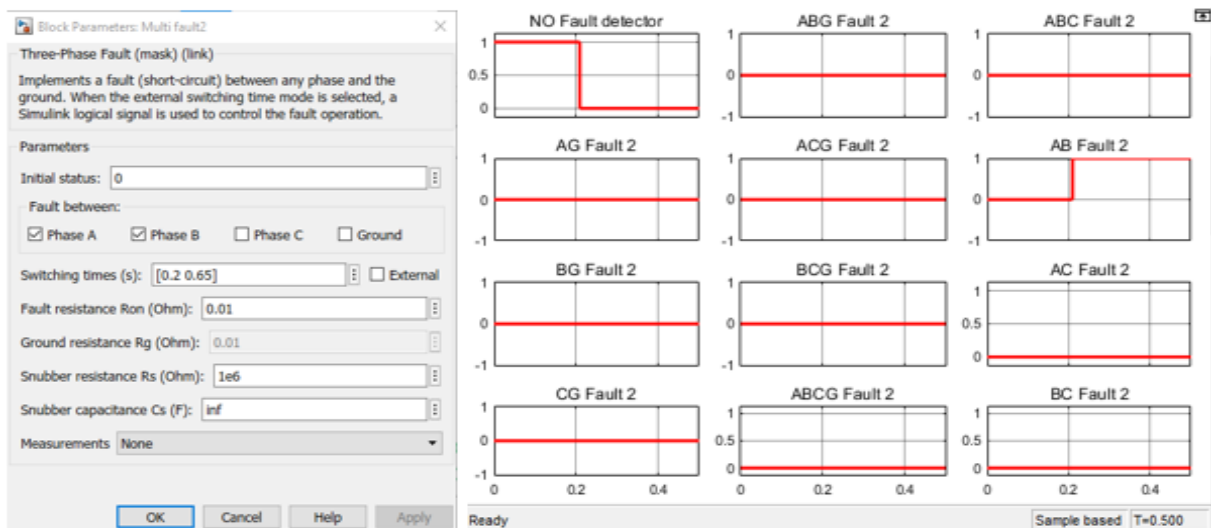 Block Parameters: Multi fault2
Three-Phase Fault (mask) (link)
Implements a fault (short-circuit) between any phase and the
ground. When the external switching time mode is selected, a
Simulink logical signal is used to control the fault operation.
Parameters
Initial status: 0
Fault between:
Phase A Phase B Phase C Ground
Switching times (s): [0.2 0.65] External
Fault resistance Ron (Ohm): 0.01
Ground resistance Rg (Ohm): 0.01
Snubber resistance Rs (Ohm): 1e6
Snubber capacitance Cs (F): inf
Measurements None
OK Cancel Help Apply
NO Fault detector ABG Fault 2 ABC Fault 2
1 1 1
0.5 0 0
0 -1 -1
AG Fault 2 ACG Fault 2 AB Fault 2
1 1 1
0 0 0
-1 -1 -1
BG Fault 2 BCG Fault 2 AC Fault 2
1 1 1
0 0 0.5
-1 -1 0
CG Fault 2 ABCG Fault 2 BC Fault 2
1 1 1
0 0.5 0.5
-1 0 0
0 0.2 0.4 0 0.2 0.4 0 0.2 0.4
Ready Sample based T=0.500